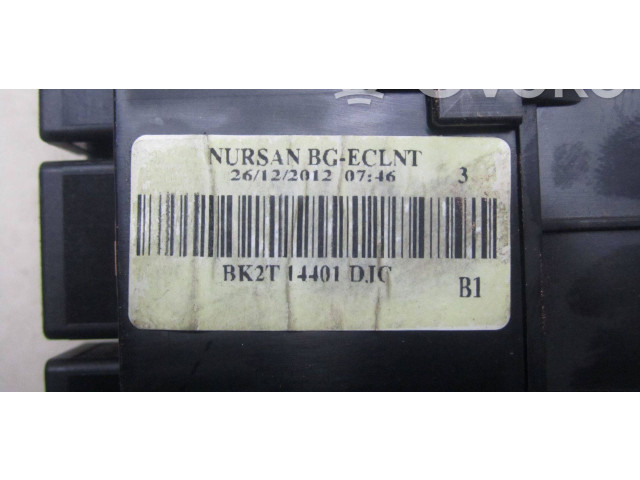 NURSAN BG-ECLNT
26/12/2012 07:46 3
BK2T 14401 DJC
B1